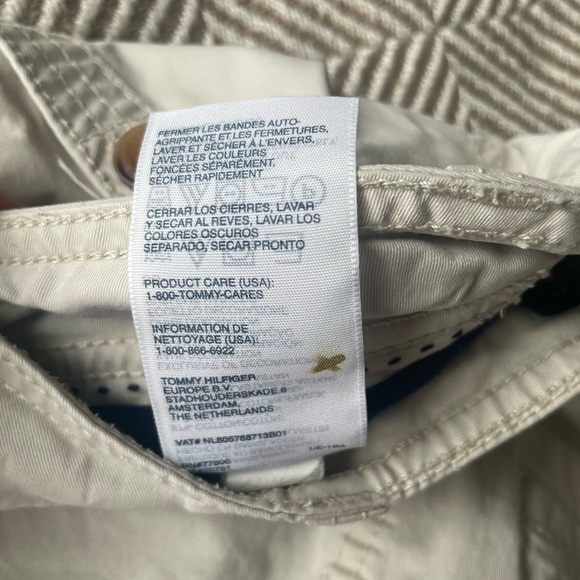 FERMER LES BANDES AUTO-
AGRIPPANTE ET LES FERMETURES,
LAVER ET SÉCHER À L'ENVERS,
LAVER LES COULEURS
FONCÉES SÉPARÉMENT,
SÉCHER RAPIDEMENT
CERRAR LOS CIERRES, LAVAR
Y SECAR AL REVES, LAVAR LOS
COLORES OSCUROS
SEPARADO, SECAR PRONTO
PRODUCT CARE (USA):
1-800-TOMMY-CARES
INFORMATION DE
NETTOYAGE (USA):
1-800-866-6922
TOMMY HILFIGER
EUROPE B.V.
STADHOUDERSKADE 6
AMSTERDAM,
THE NETHERLANDS
VAT# NL805768713B01